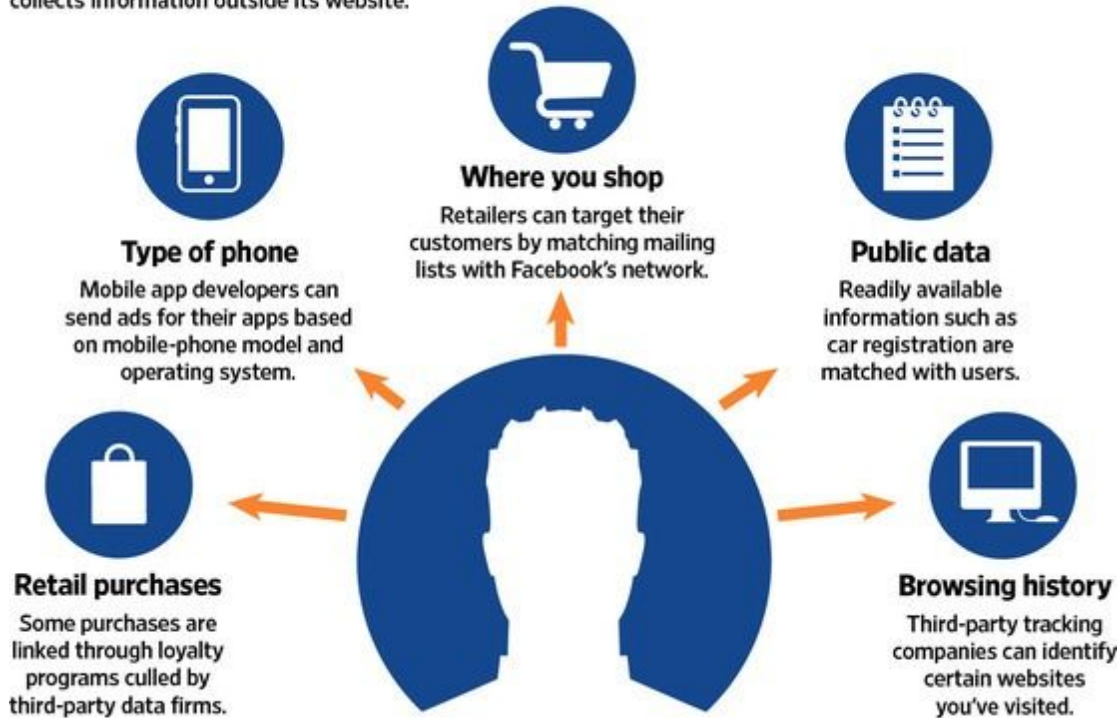 collects information outside its website.
Where you shop
Retailers can target their
customers by matching mailing
lists with Facebook's network.
Type of phone
Mobile app developers can
send ads for their apps based
on mobile-phone model and
operating system.
Public data
Readily available
information such as
car registration are
matched with users.
Retail purchases
Some purchases are
linked through loyalty
programs culled by
third-party data firms.
Browsing history
Third-party tracking
companies can identify
certain websites
you've visited.